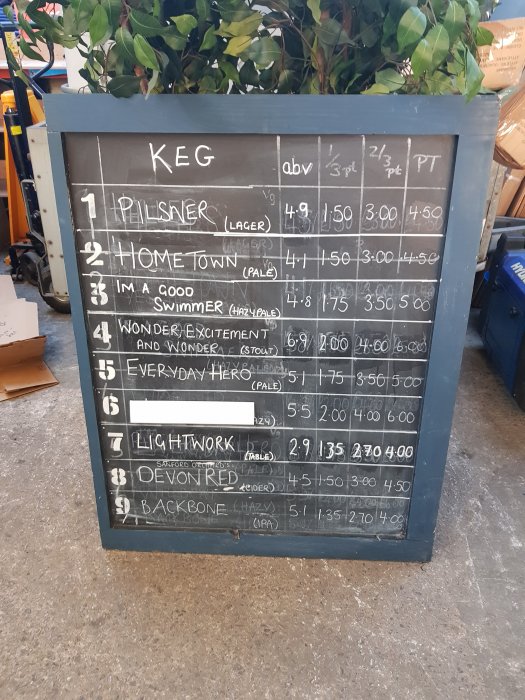 KEG abv 1/3 pt 2/3 pt PT
1 PILSNER (LAGER) 4.9 1.50 3.00 4.50
2 HOMETOWN (PALE) 4.1 1.50 3.00 4.50
3 IM A GOOD
SWIMMER (HAZY PALE) 4.8 1.75 3.50 5.00
4 WONDER, EXCITEMENT
AND WONDER (STOUT) 6.9 2.00 4.00 6.00
5 EVERYDAY HERO (PALE) 5.1 1.75 3.50 5.00
6 5.5 2.00 4.00 6.00
7 LIGHTWORK (TABLE) 2.9 1.35 2.70 4.00
SANFORD ORCHARDS
8 DEVON RED (CIDER) 4.5 1.50 3.00 4.50
9 BACKBONE (IPA) 5.1 1.35 2.70 4.00